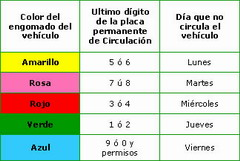 Color del
engomado del
vehículo
Ultimo dígito
de la placa
permanente
de Circulación
Día que no
circula el
vehículo
Amarillo
5 ó 6
Lunes
Rosa
7 ú 8
Martes
Rojo
3 ó 4
Miércoles
Verde
1 ó 2
Jueves
Azul
9 ó 0 y
permisos
Viernes